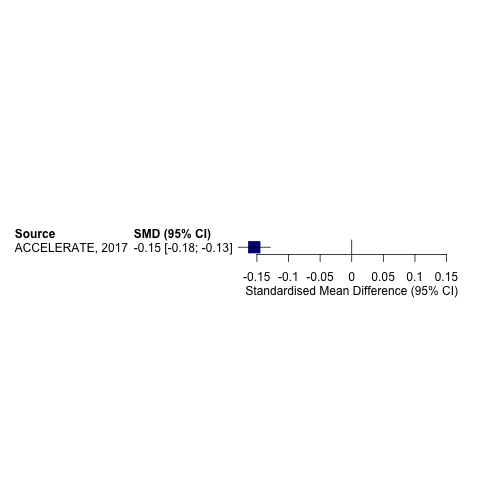 Source SMD (95% CI)
ACCELERATE, 2017 -0.15 [-0.18; -0.13]
-0.15 -0.1 -0.05 0 0.05 0.1 0.15
Standardised Mean Difference (95% CI)